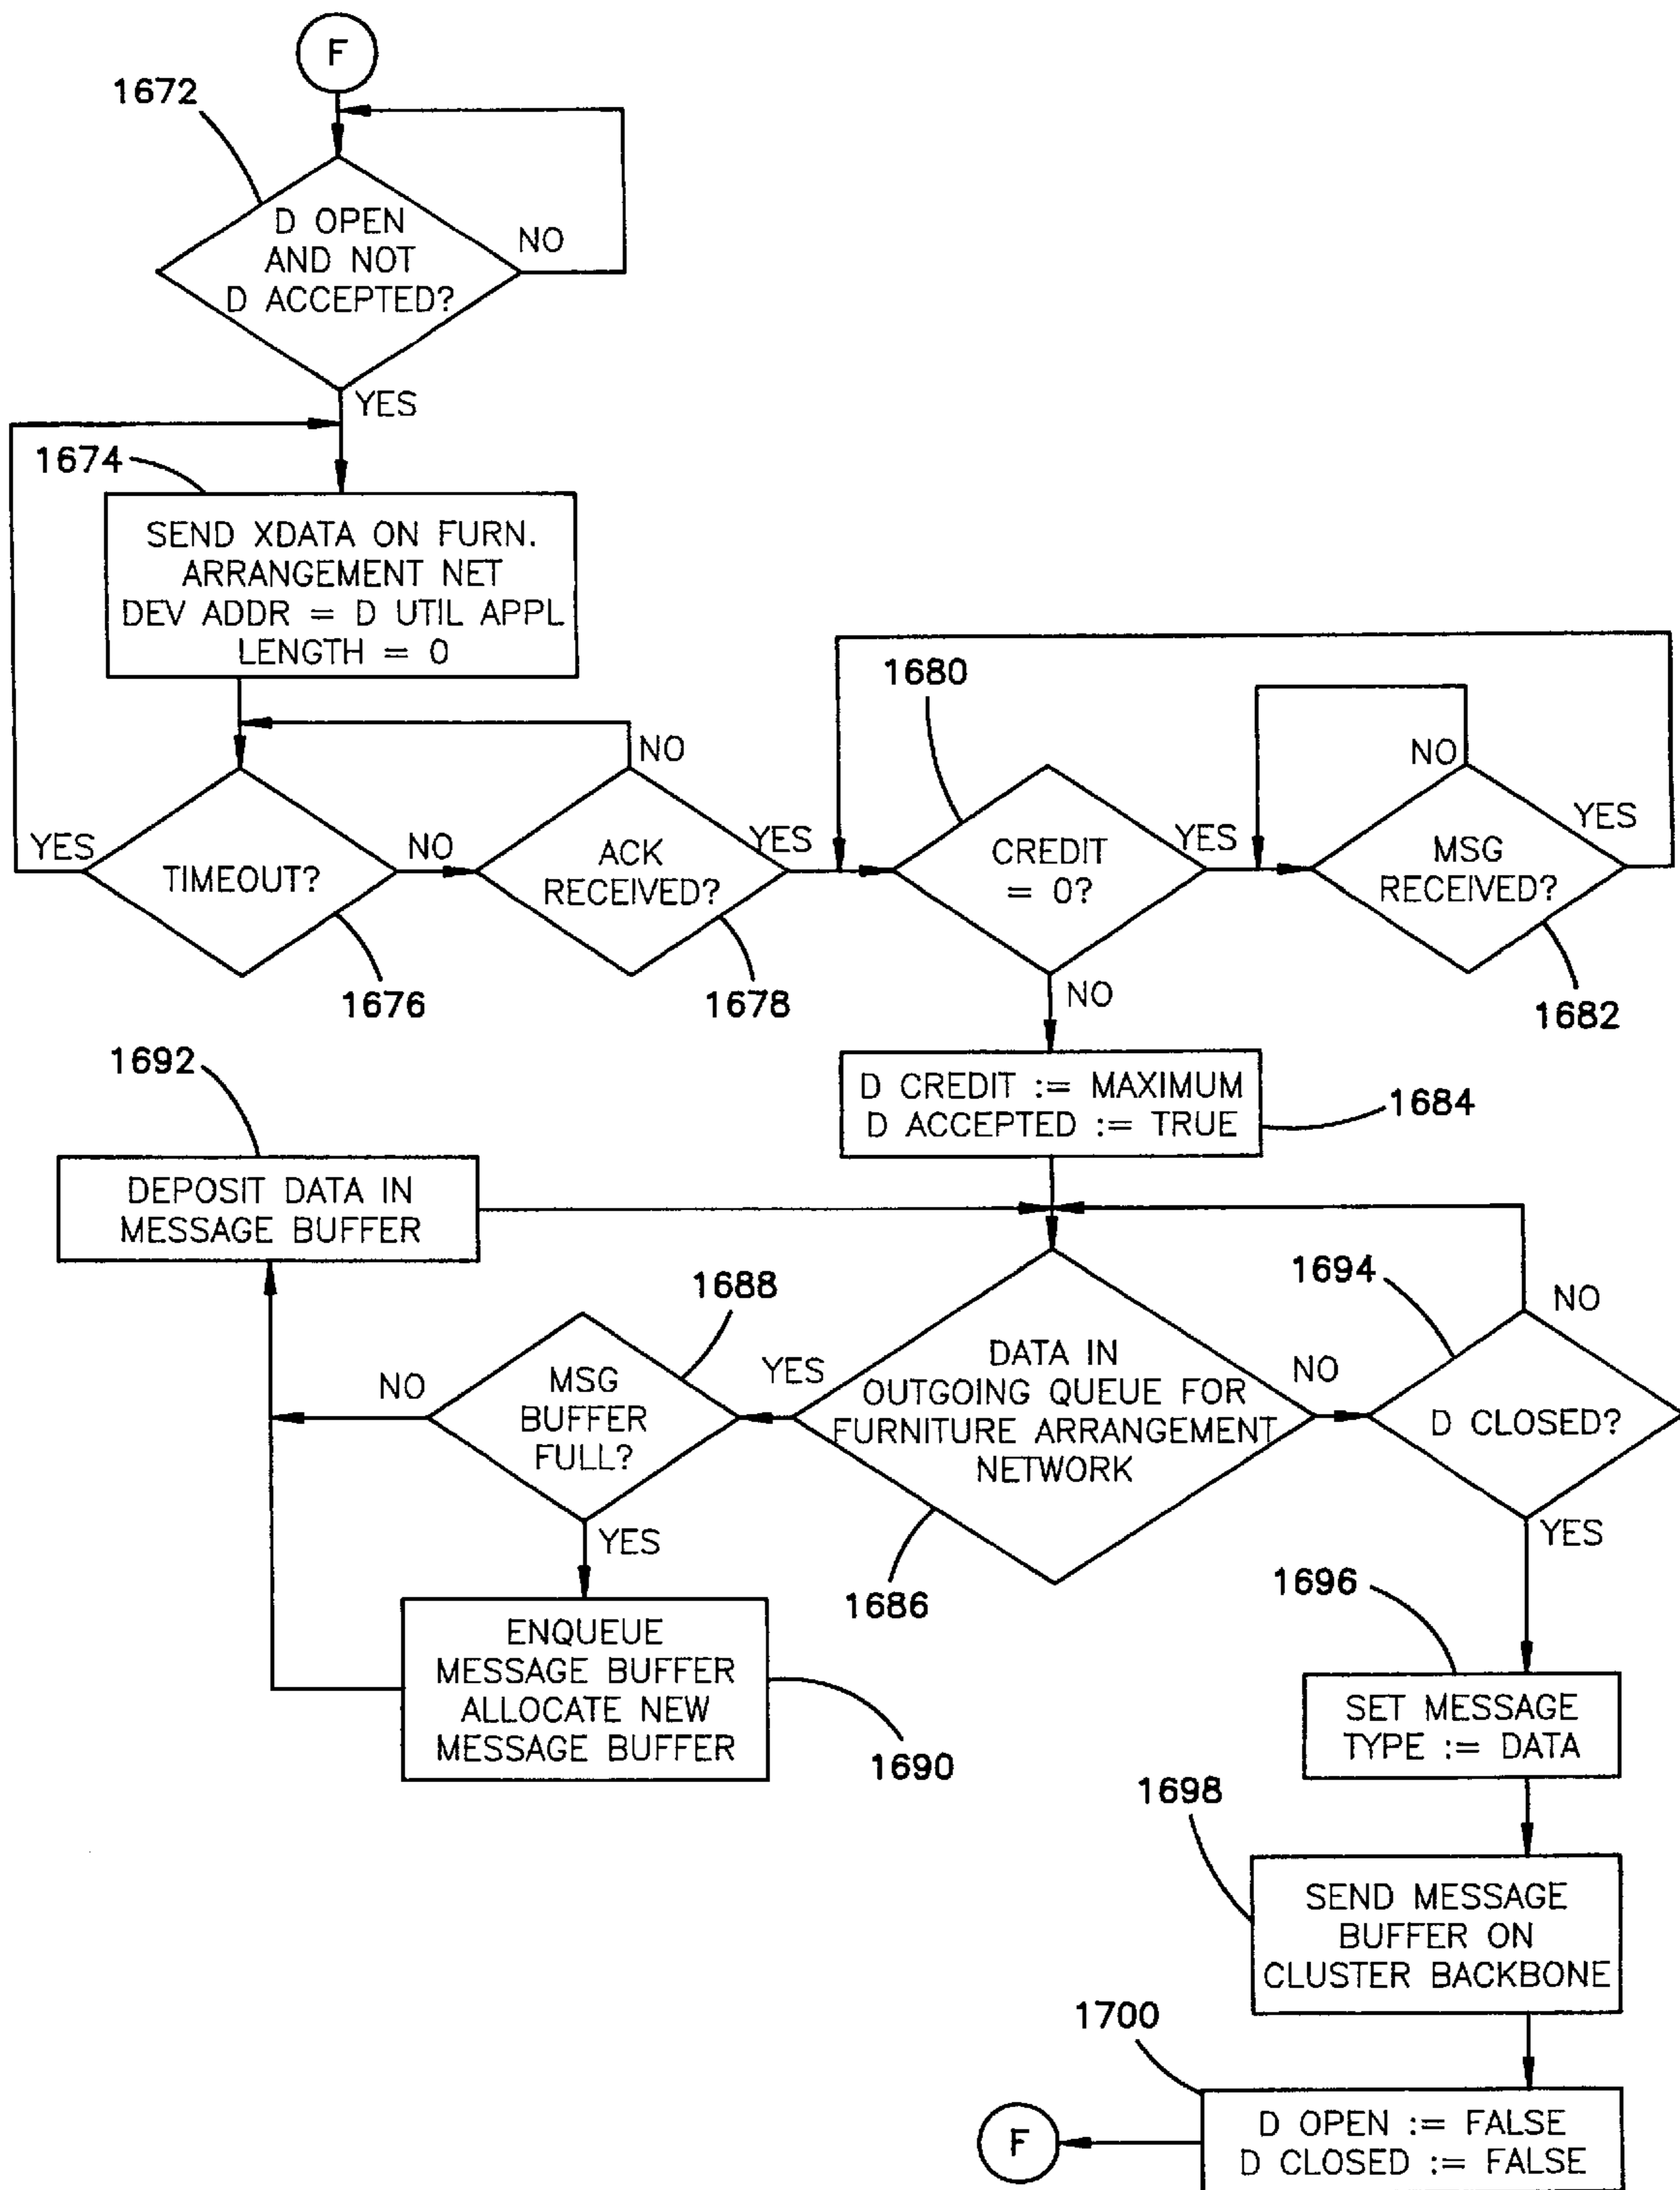 F
1672
D OPEN
AND NOT
D ACCEPTED?
NO
YES
1674
SEND XDATA ON FURN.
ARRANGEMENT NET
DEV ADDR = D UTIL APPL
LENGTH = 0
1680
NO
NO
YES
TIMEOUT?
NO
ACK
RECEIVED?
YES
CREDIT
= 0?
YES
MSG
RECEIVED?
YES
1676
1678
NO
1682
1692
D CREDIT := MAXIMUM
D ACCEPTED := TRUE
1684
DEPOSIT DATA IN
MESSAGE BUFFER
1688
1694
NO
NO
MSG
BUFFER
FULL?
YES
DATA IN
OUTGOING QUEUE FOR
FURNITURE ARRANGEMENT
NETWORK
NO
D CLOSED?
YES
YES
1686
1696
ENQUEUE
MESSAGE BUFFER
ALLOCATE NEW
MESSAGE BUFFER
1690
SET MESSAGE
TYPE := DATA
1698
SEND MESSAGE
BUFFER ON
CLUSTER BACKBONE
1700
F
D OPEN := FALSE
D CLOSED := FALSE